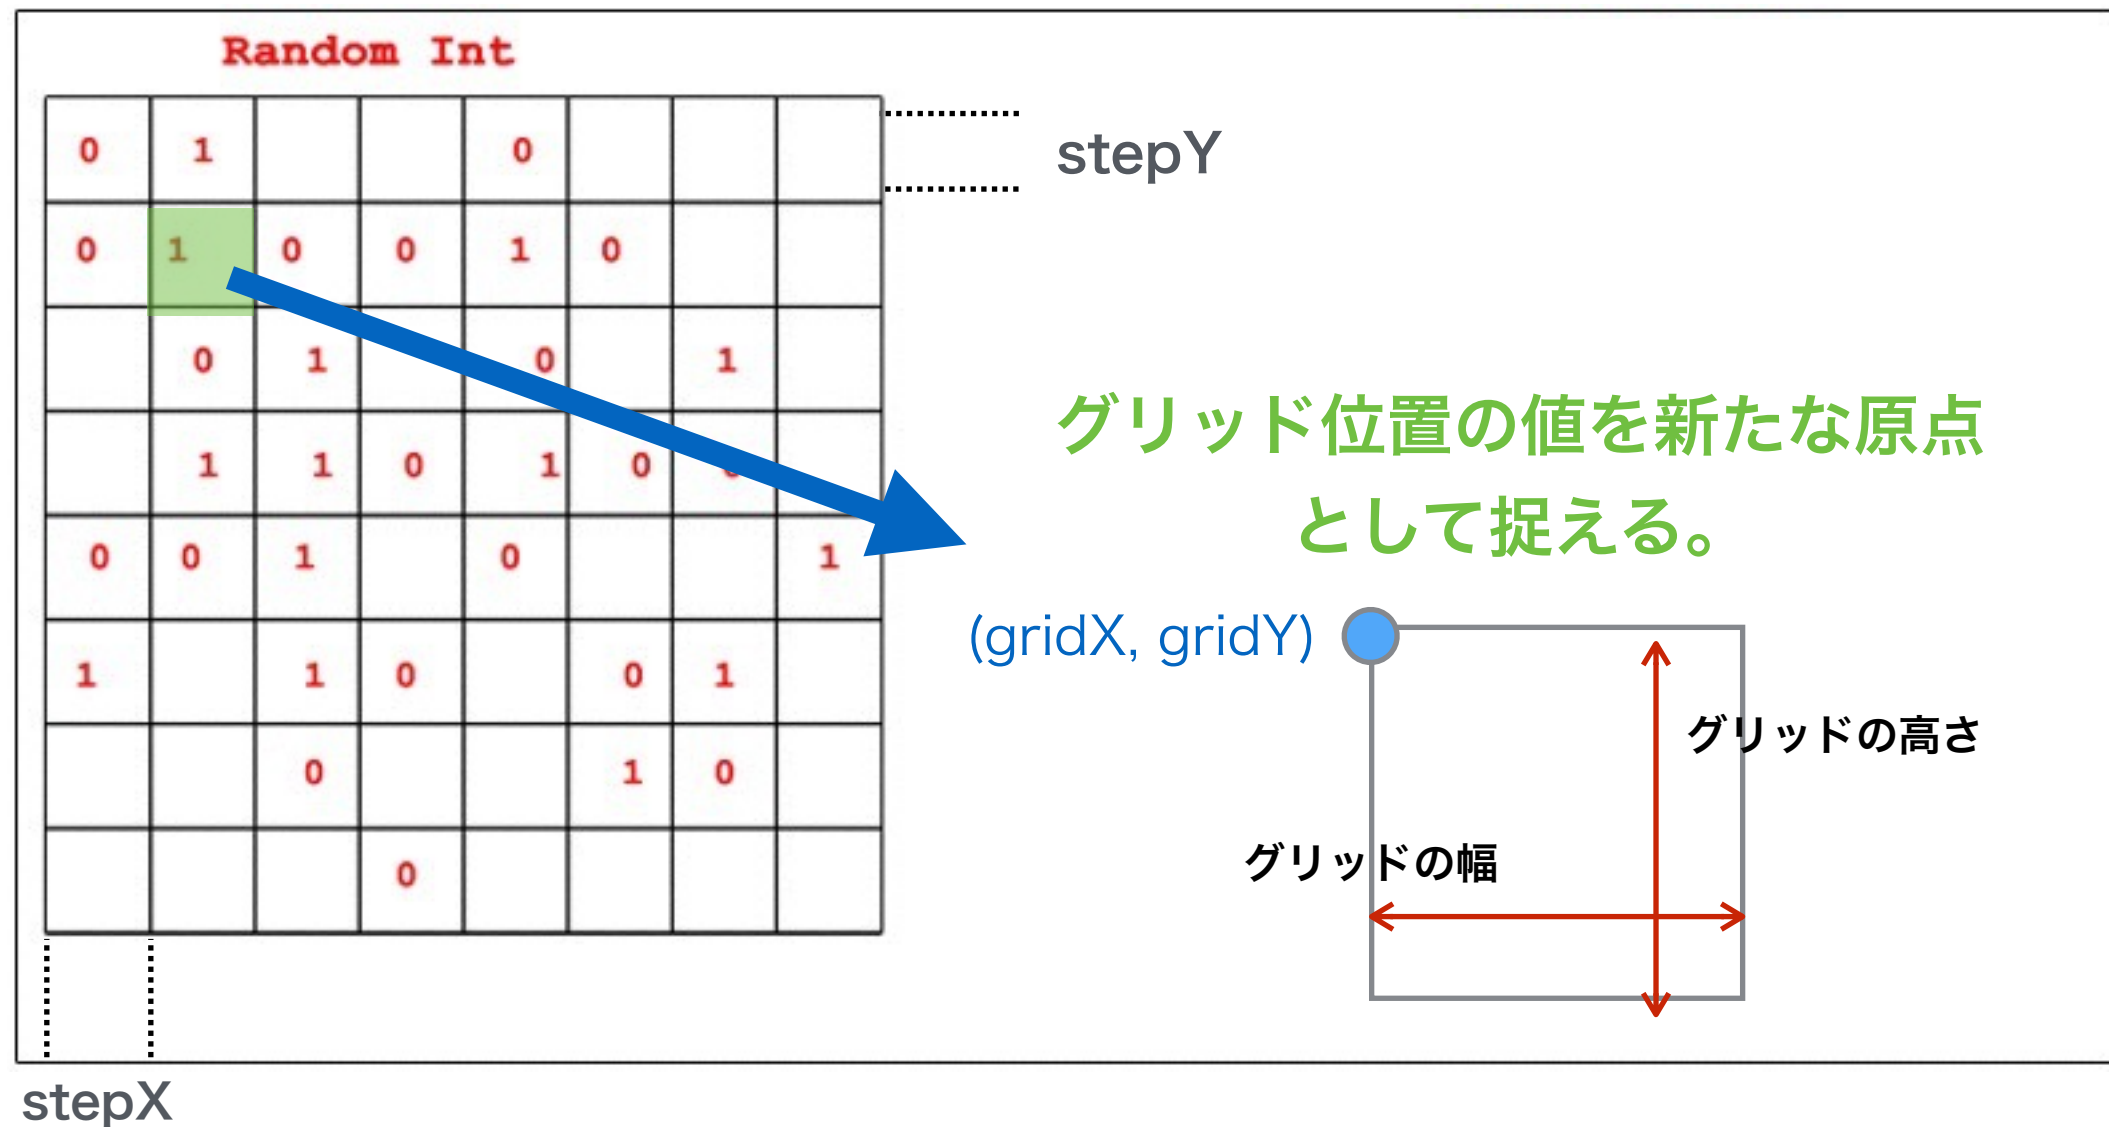 Random Int
0 1 0
stepY
0 1 0 0 1 0
0 1 0 1
グリッド位置の値を新たな原点
として捉える。
1 1 0 1 0
0 0 1 0 1
(gridX, gridY)
1 1 0 0 1
グリッドの高さ
0 1 0
グリッドの幅
0
stepX